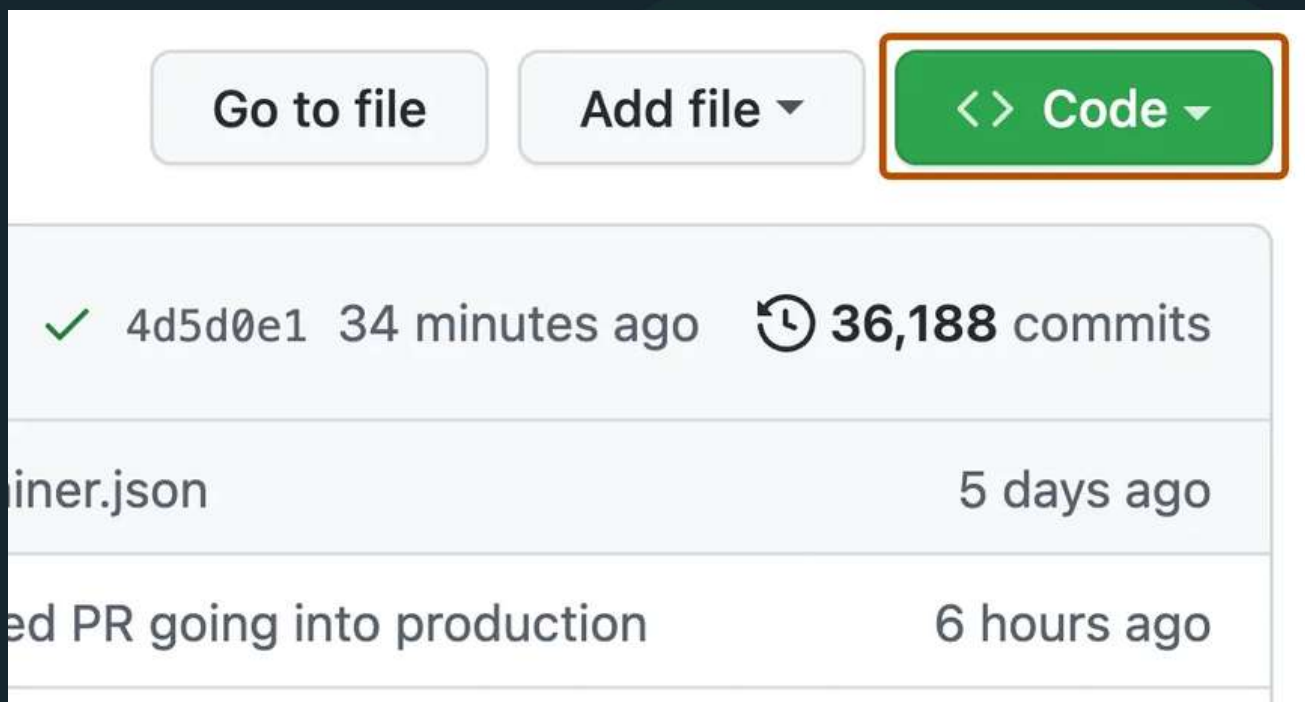 Go to file Add file <> Code
4d5d0e1 34 minutes ago 36,188 commits
iner.json 5 days ago
ed PR going into production 6 hours ago